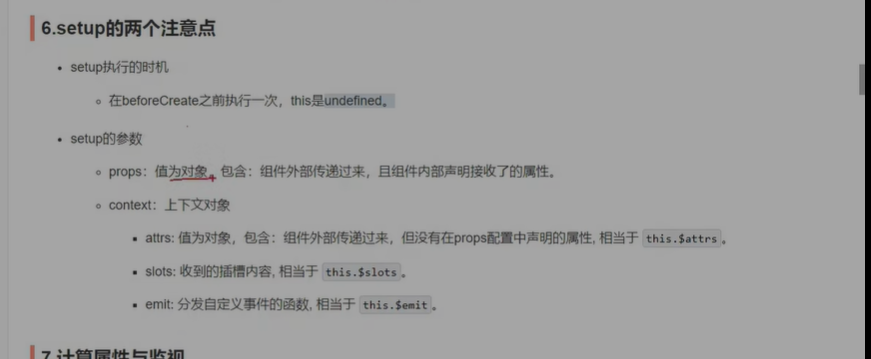 6.setup的两个注意点
setup执行的时机
在beforeCreate之前执行一次，this是undefined。
setup的参数
props：值为对象，包含：组件外部传递过来，且组件内部声明接收了的属性。
context：上下文对象
attrs: 值为对象，包含：组件外部传递过来，但没有在props配置中声明的属性, 相当于 this.$attrs 。
slots: 收到的插槽内容, 相当于 this.$slots 。
emit: 分发自定义事件的函数, 相当于 this.$emit 。
7.计算属性与监视